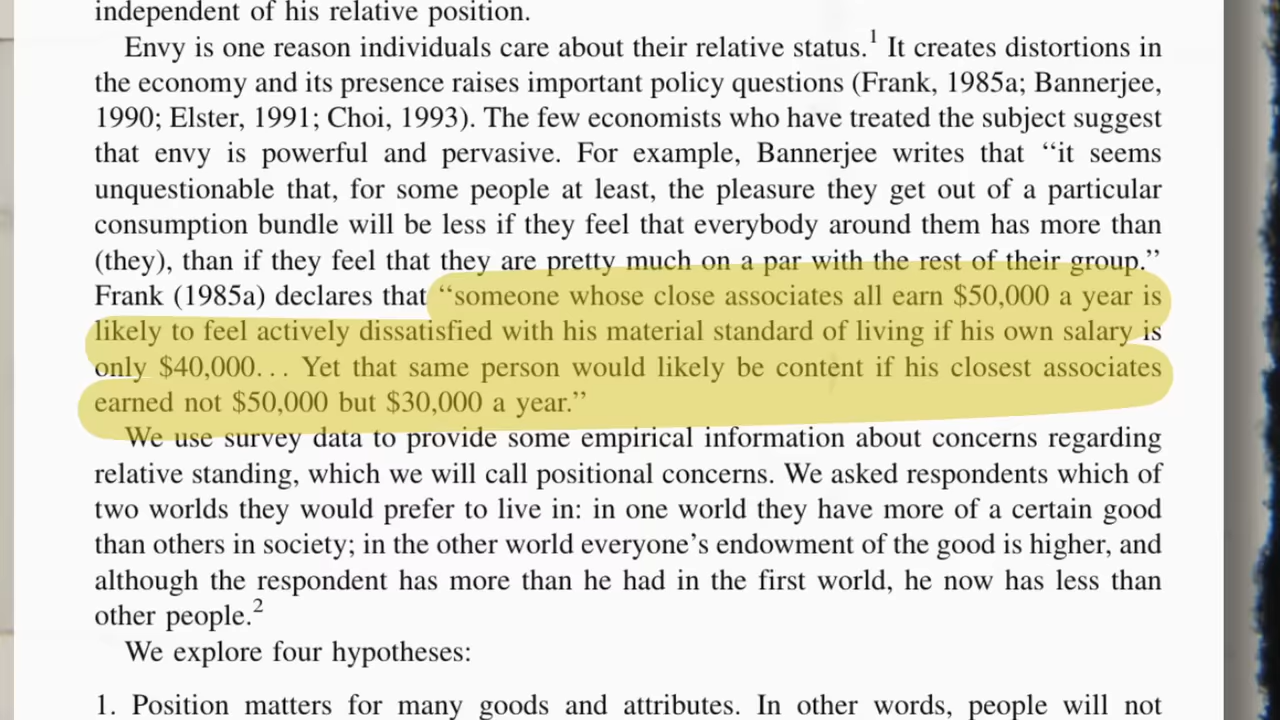 independent of his relative position.
Envy is one reason individuals care about their relative status.1 It creates distortions in
the economy and its presence raises important policy questions (Frank, 1985a; Bannerjee,
1990; Elster, 1991; Choi, 1993). The few economists who have treated the subject suggest
that envy is powerful and pervasive. For example, Bannerjee writes that “it seems
unquestionable that, for some people at least, the pleasure they get out of a particular
consumption bundle will be less if they feel that everybody around them has more than
(they), than if they feel that they are pretty much on a par with the rest of their group.”
Frank (1985a) declares that “someone whose close associates all earn $50,000 a year is
likely to feel actively dissatisfied with his material standard of living if his own salary is
only $40,000... Yet that same person would likely be content if his closest associates
earned not $50,000 but $30,000 a year.”
We use survey data to provide some empirical information about concerns regarding
relative standing, which we will call positional concerns. We asked respondents which of
two worlds they would prefer to live in: in one world they have more of a certain good
than others in society; in the other world everyone’s endowment of the good is higher, and
although the respondent has more than he had in the first world, he now has less than
other people.2
We explore four hypotheses:
1. Position matters for many goods and attributes. In other words, people will not